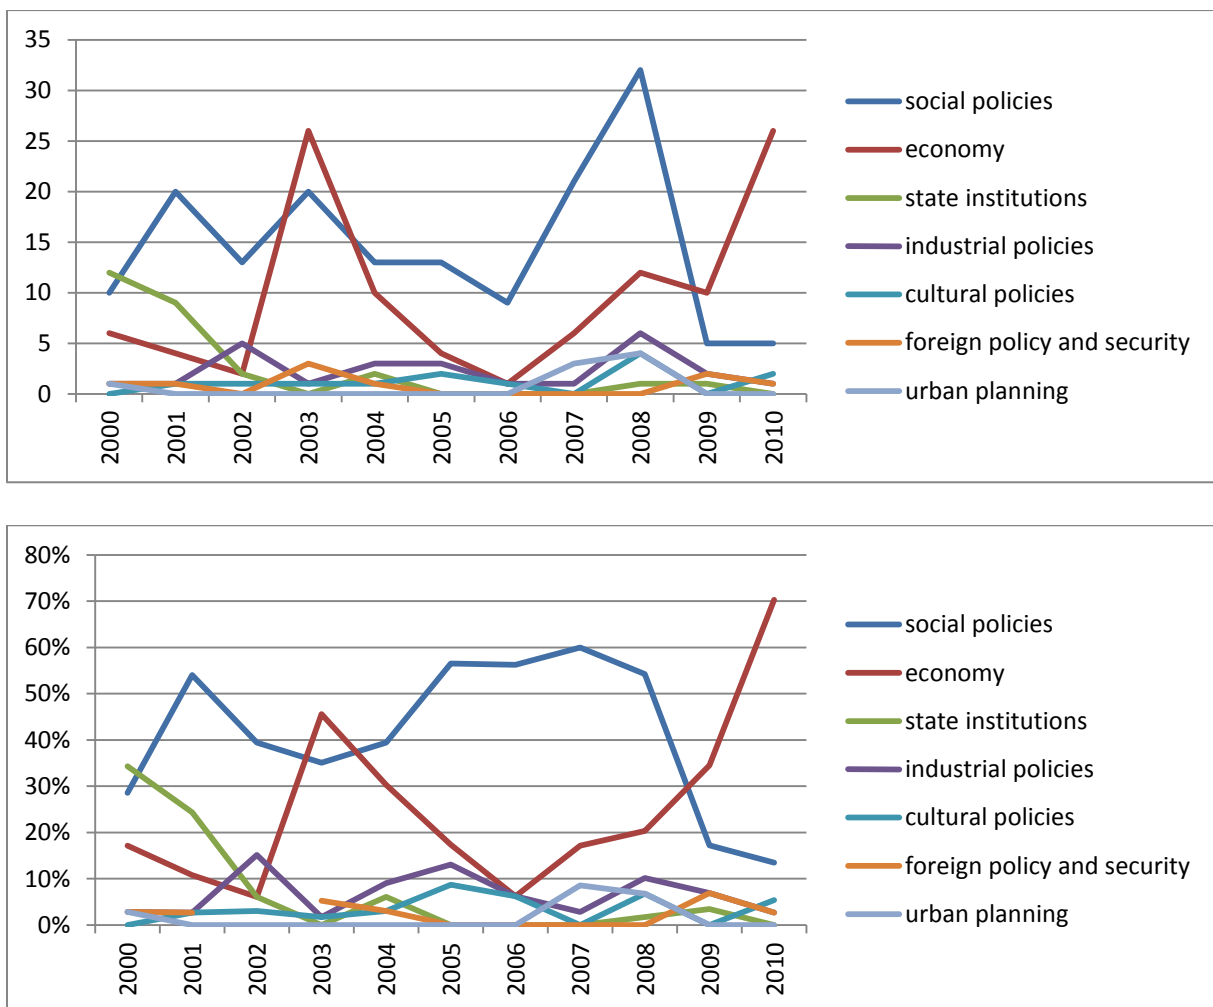 35
30
25
20
15
10
5
0
2000 2001 2002 2003 2004 2005 2006 2007 2008 2009 2010
social policies
economy
state institutions
industrial policies
cultural policies
foreign policy and security
urban planning
80%
70%
60%
50%
40%
30%
20%
10%
0%
2000 2001 2002 2003 2004 2005 2006 2007 2008 2009 2010
social policies
economy
state institutions
industrial policies
cultural policies
foreign policy and security
urban planning